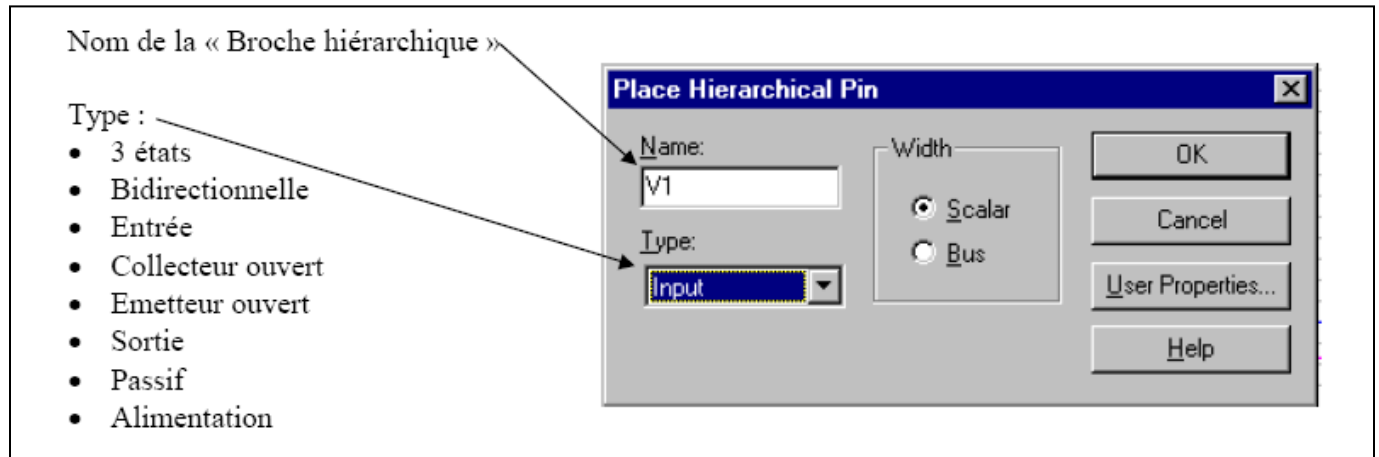 Nom de la « Broche hiérarchique »
Type :
• 3 états
• Bidirectionnelle
• Entrée
• Collecteur ouvert
• Emetteur ouvert
• Sortie
• Passif
• Alimentation
Place Hierarchical Pin
Name:
V1
Type:
Input
Width
Scalar
Bus
OK
Cancel
User Properties...
Help